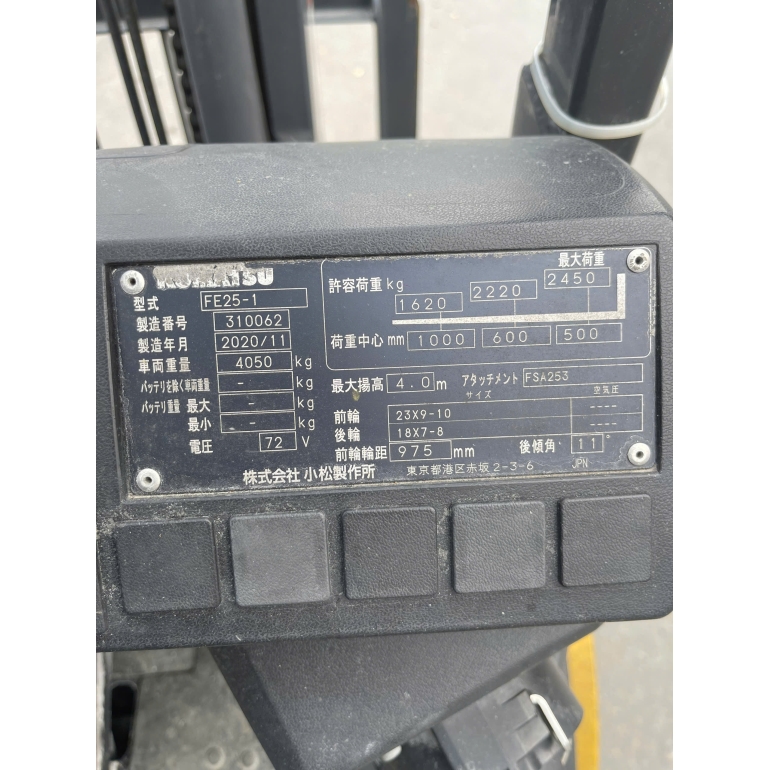 KOMATSU
型式 FE25-1
製造番号 310062
製造年月 2020/11
車両重量 4050 kg
バッテリを除く車両重量 - kg
バッテリ重量 最大 - kg
最小 - kg
電圧 72 V
許容荷重 kg 1620 2220 2450 最大荷重
荷重中心 mm 1000 600 500
最大揚高 4.0 m アタッチメント FSA253
サイズ 空気圧
前輪 23X9-10 ----
後輪 18X7-8 ----
前輪輪距 975 mm 後傾角 11°
株式会社 小松製作所 東京都港区赤坂2-3-6 JPN